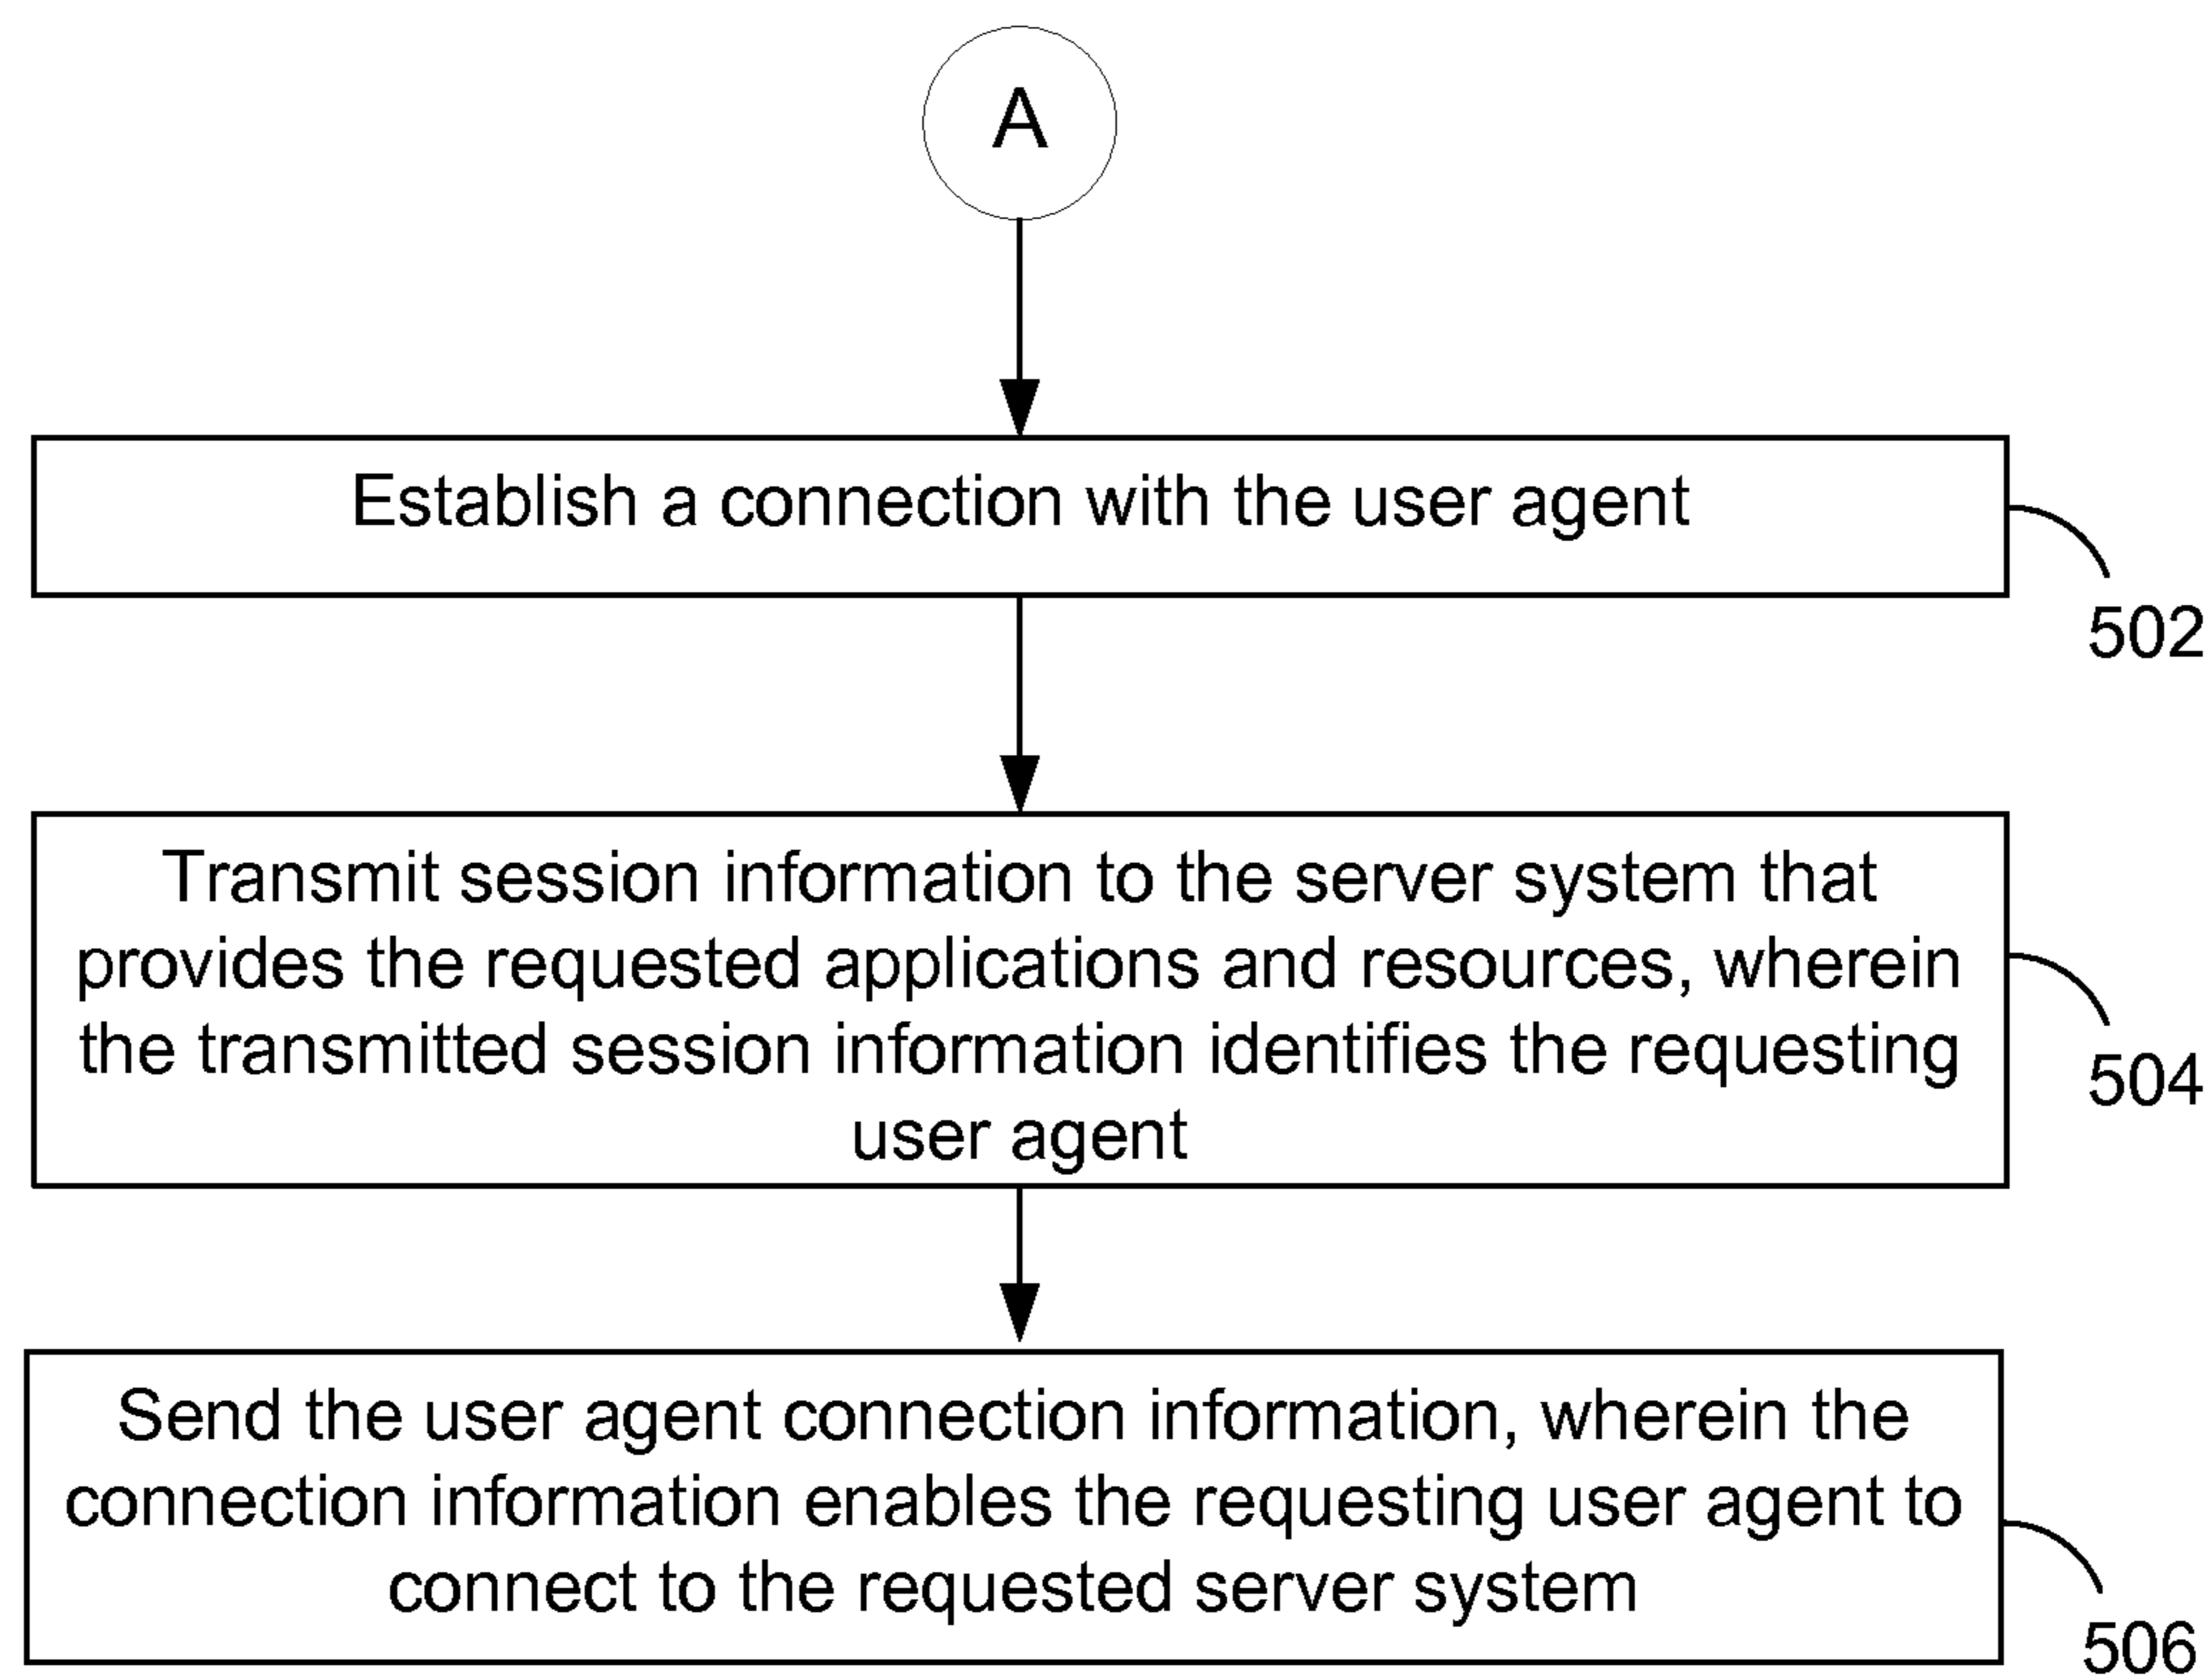 A
Establish a connection with the user agent
502
Transmit session information to the server system that
provides the requested applications and resources, wherein
the transmitted session information identifies the requesting
user agent
504
Send the user agent connection information, wherein the
connection information enables the requesting user agent to
connect to the requested server system
506